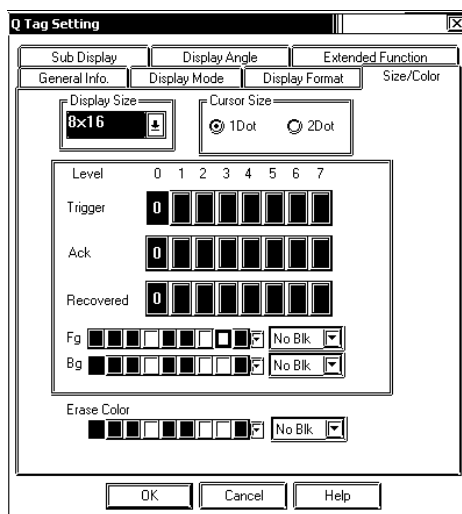 Q Tag Setting
Sub Display Display Angle Extended Function
General Info. Display Mode Display Format Size/Color
Display Size Cursor Size
8×16 1Dot 2Dot
Level 0 1 2 3 4 5 6 7
Trigger 0
Ack 0
Recovered 0
Fg No Blk
Bg No Blk
Erase Color
No Blk
OK Cancel Help